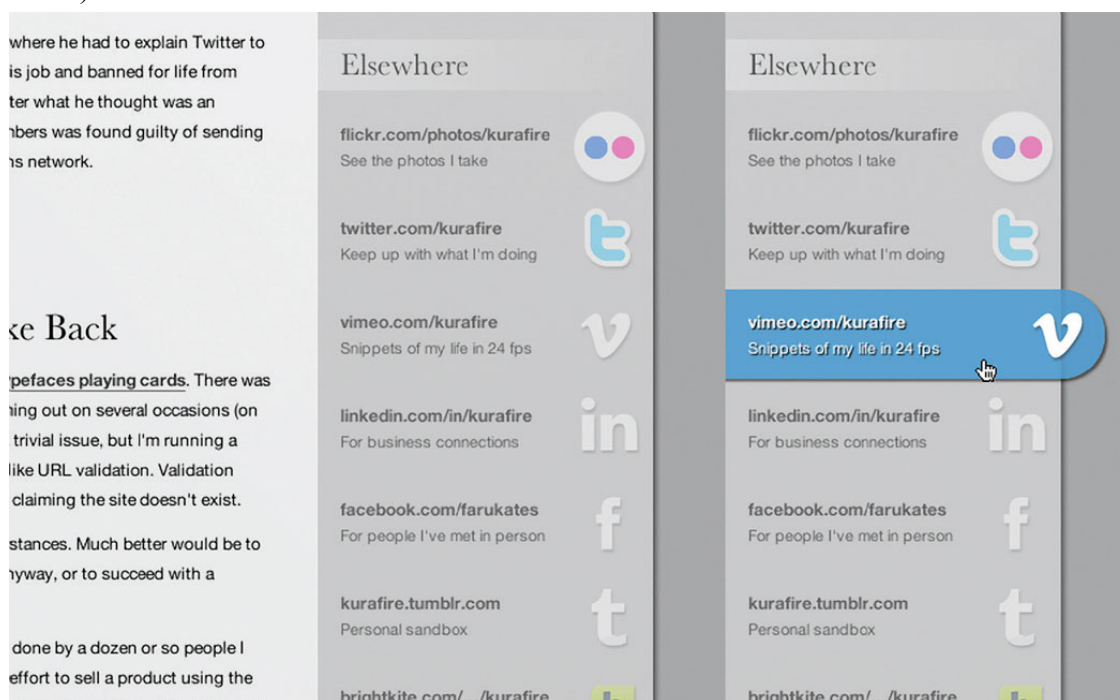 where he had to explain Twitter to
is job and banned for life from
ter what he thought was an
nbers was found guilty of sending
ns network.
ke Back
ypefaces playing cards. There was
ning out on several occasions (on
trivial issue, but I'm running a
like URL validation. Validation
claiming the site doesn't exist.
stances. Much better would be to
nyway, or to succeed with a
done by a dozen or so people I
effort to sell a product using the
Elsewhere
flickr.com/photos/kurafire
See the photos I take
twitter.com/kurafire
Keep up with what I'm doing
vimeo.com/kurafire
Snippets of my life in 24 fps
linkedin.com/in/kurafire
in
For business connections
facebook.com/farukates
For people I've met in person
f
kurafire.tumblr.com
Personal sandbox
t
brightkite.com/.../kurafire
Elsewhere
flickr.com/photos/kurafire
See the photos I take
twitter.com/kurafire
Keep up with what I'm doing
vimeo.com/kurafire
Snippets of my life in 24 fps
linkedin.com/in/kurafire
in
For business connections
facebook.com/farukates
For people I've met in person
f
kurafire.tumblr.com
Personal sandbox
t
brightkite.com/.../kurafire